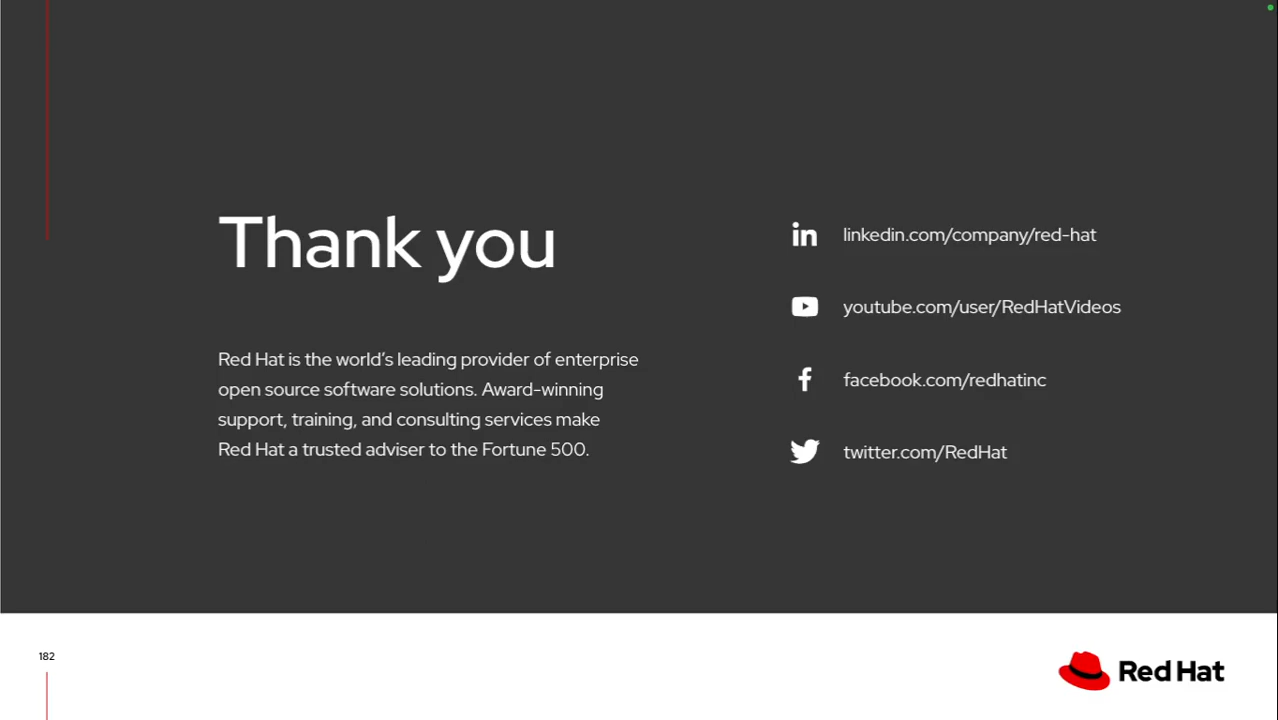 Thank you
Red Hat is the world’s leading provider of enterprise
open source software solutions. Award-winning
support, training, and consulting services make
Red Hat a trusted adviser to the Fortune 500.
linkedin.com/company/red-hat
youtube.com/user/RedHatVideos
facebook.com/redhatinc
twitter.com/RedHat
182
Red Hat